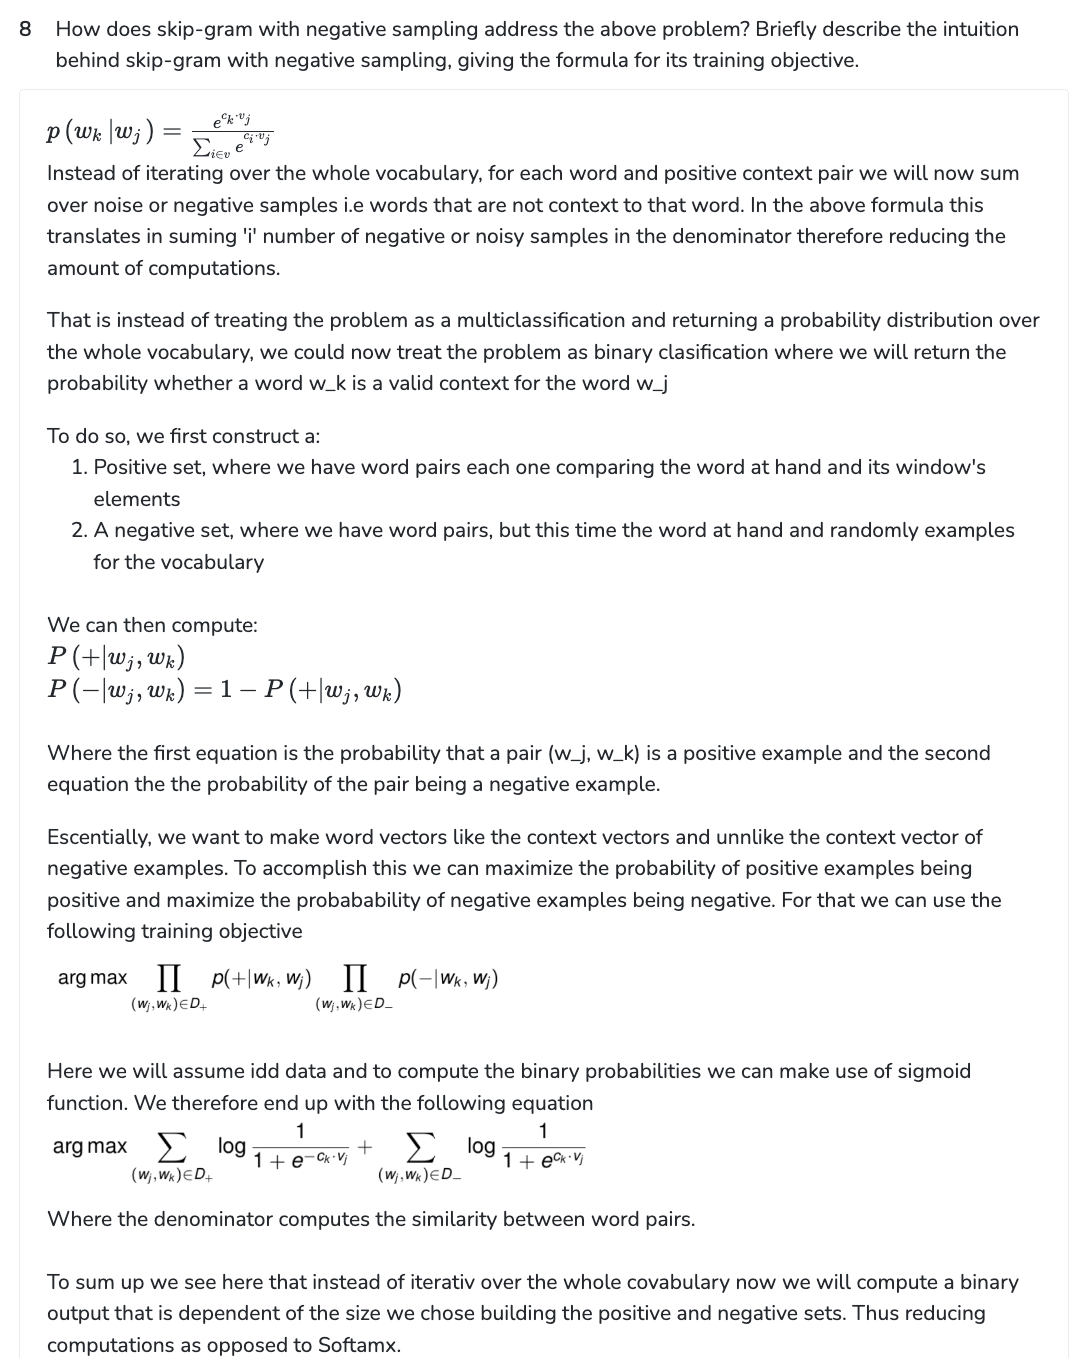 8 How does skip-gram with negative sampling address the above problem? Briefly describe the intuition
behind skip-gram with negative sampling, giving the formula for its training objective.
p(w_k|w_j) = \frac{e^{c_k \cdot v_j}}{\sum_{i \in v} e^{c_i \cdot v_j}}
Instead of iterating over the whole vocabulary, for each word and positive context pair we will now sum
over noise or negative samples i.e words that are not context to that word. In the above formula this
translates in suming 'i' number of negative or noisy samples in the denominator therefore reducing the
amount of computations.
That is instead of treating the problem as a multiclassification and returning a probability distribution over
the whole vocabulary, we could now treat the problem as binary clasification where we will return the
probability whether a word w_k is a valid context for the word w_j
To do so, we first construct a:
1. Positive set, where we have word pairs each one comparing the word at hand and its window's
elements
2. A negative set, where we have word pairs, but this time the word at hand and randomly examples
for the vocabulary
We can then compute:
P(+|w_j, w_k)
P(-|w_j, w_k) = 1 - P(+|w_j, w_k)
Where the first equation is the probability that a pair (w_j, w_k) is a positive example and the second
equation the the probability of the pair being a negative example.
Escentially, we want to make word vectors like the context vectors and unnlike the context vector of
negative examples. To accomplish this we can maximize the probability of positive examples being
positive and maximize the probabability of negative examples being negative. For that we can use the
following training objective
arg max \prod_{(w_j,w_k) \in D_+} p(+|w_k, w_j) \prod_{(w_j,w_k) \in D_-} p(-|w_k, w_j)
Here we will assume idd data and to compute the binary probabilities we can make use of sigmoid
function. We therefore end up with the following equation
arg max \sum_{(w_j,w_k) \in D_+} log \frac{1}{1 + e^{-c_k \cdot v_j}} + \sum_{(w_j,w_k) \in D_-} log \frac{1}{1 + e^{c_k \cdot v_j}}
Where the denominator computes the similarity between word pairs.
To sum up we see here that instead of iterativ over the whole covabulary now we will compute a binary
output that is dependent of the size we chose building the positive and negative sets. Thus reducing
computations as opposed to Softamx.